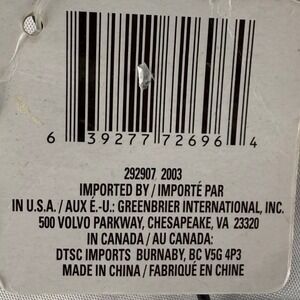 6 39277 72696 4
292907 2003
IMPORTED BY / IMPORTÉ PAR
IN U.S.A. / AUX É.-U.: GREENBRIER INTERNATIONAL, INC.
500 VOLVO PARKWAY, CHESAPEAKE, VA 23320
IN CANADA / AU CANADA:
DTSC IMPORTS BURNABY, BC V5G 4P3
MADE IN CHINA / FABRIQUÉ EN CHINE